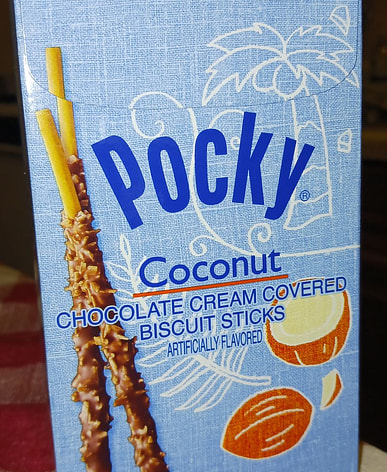 Pocky®
Coconut
CHOCOLATE CREAM COVERED
BISCUIT STICKS
ARTIFICIALLY FLAVORED